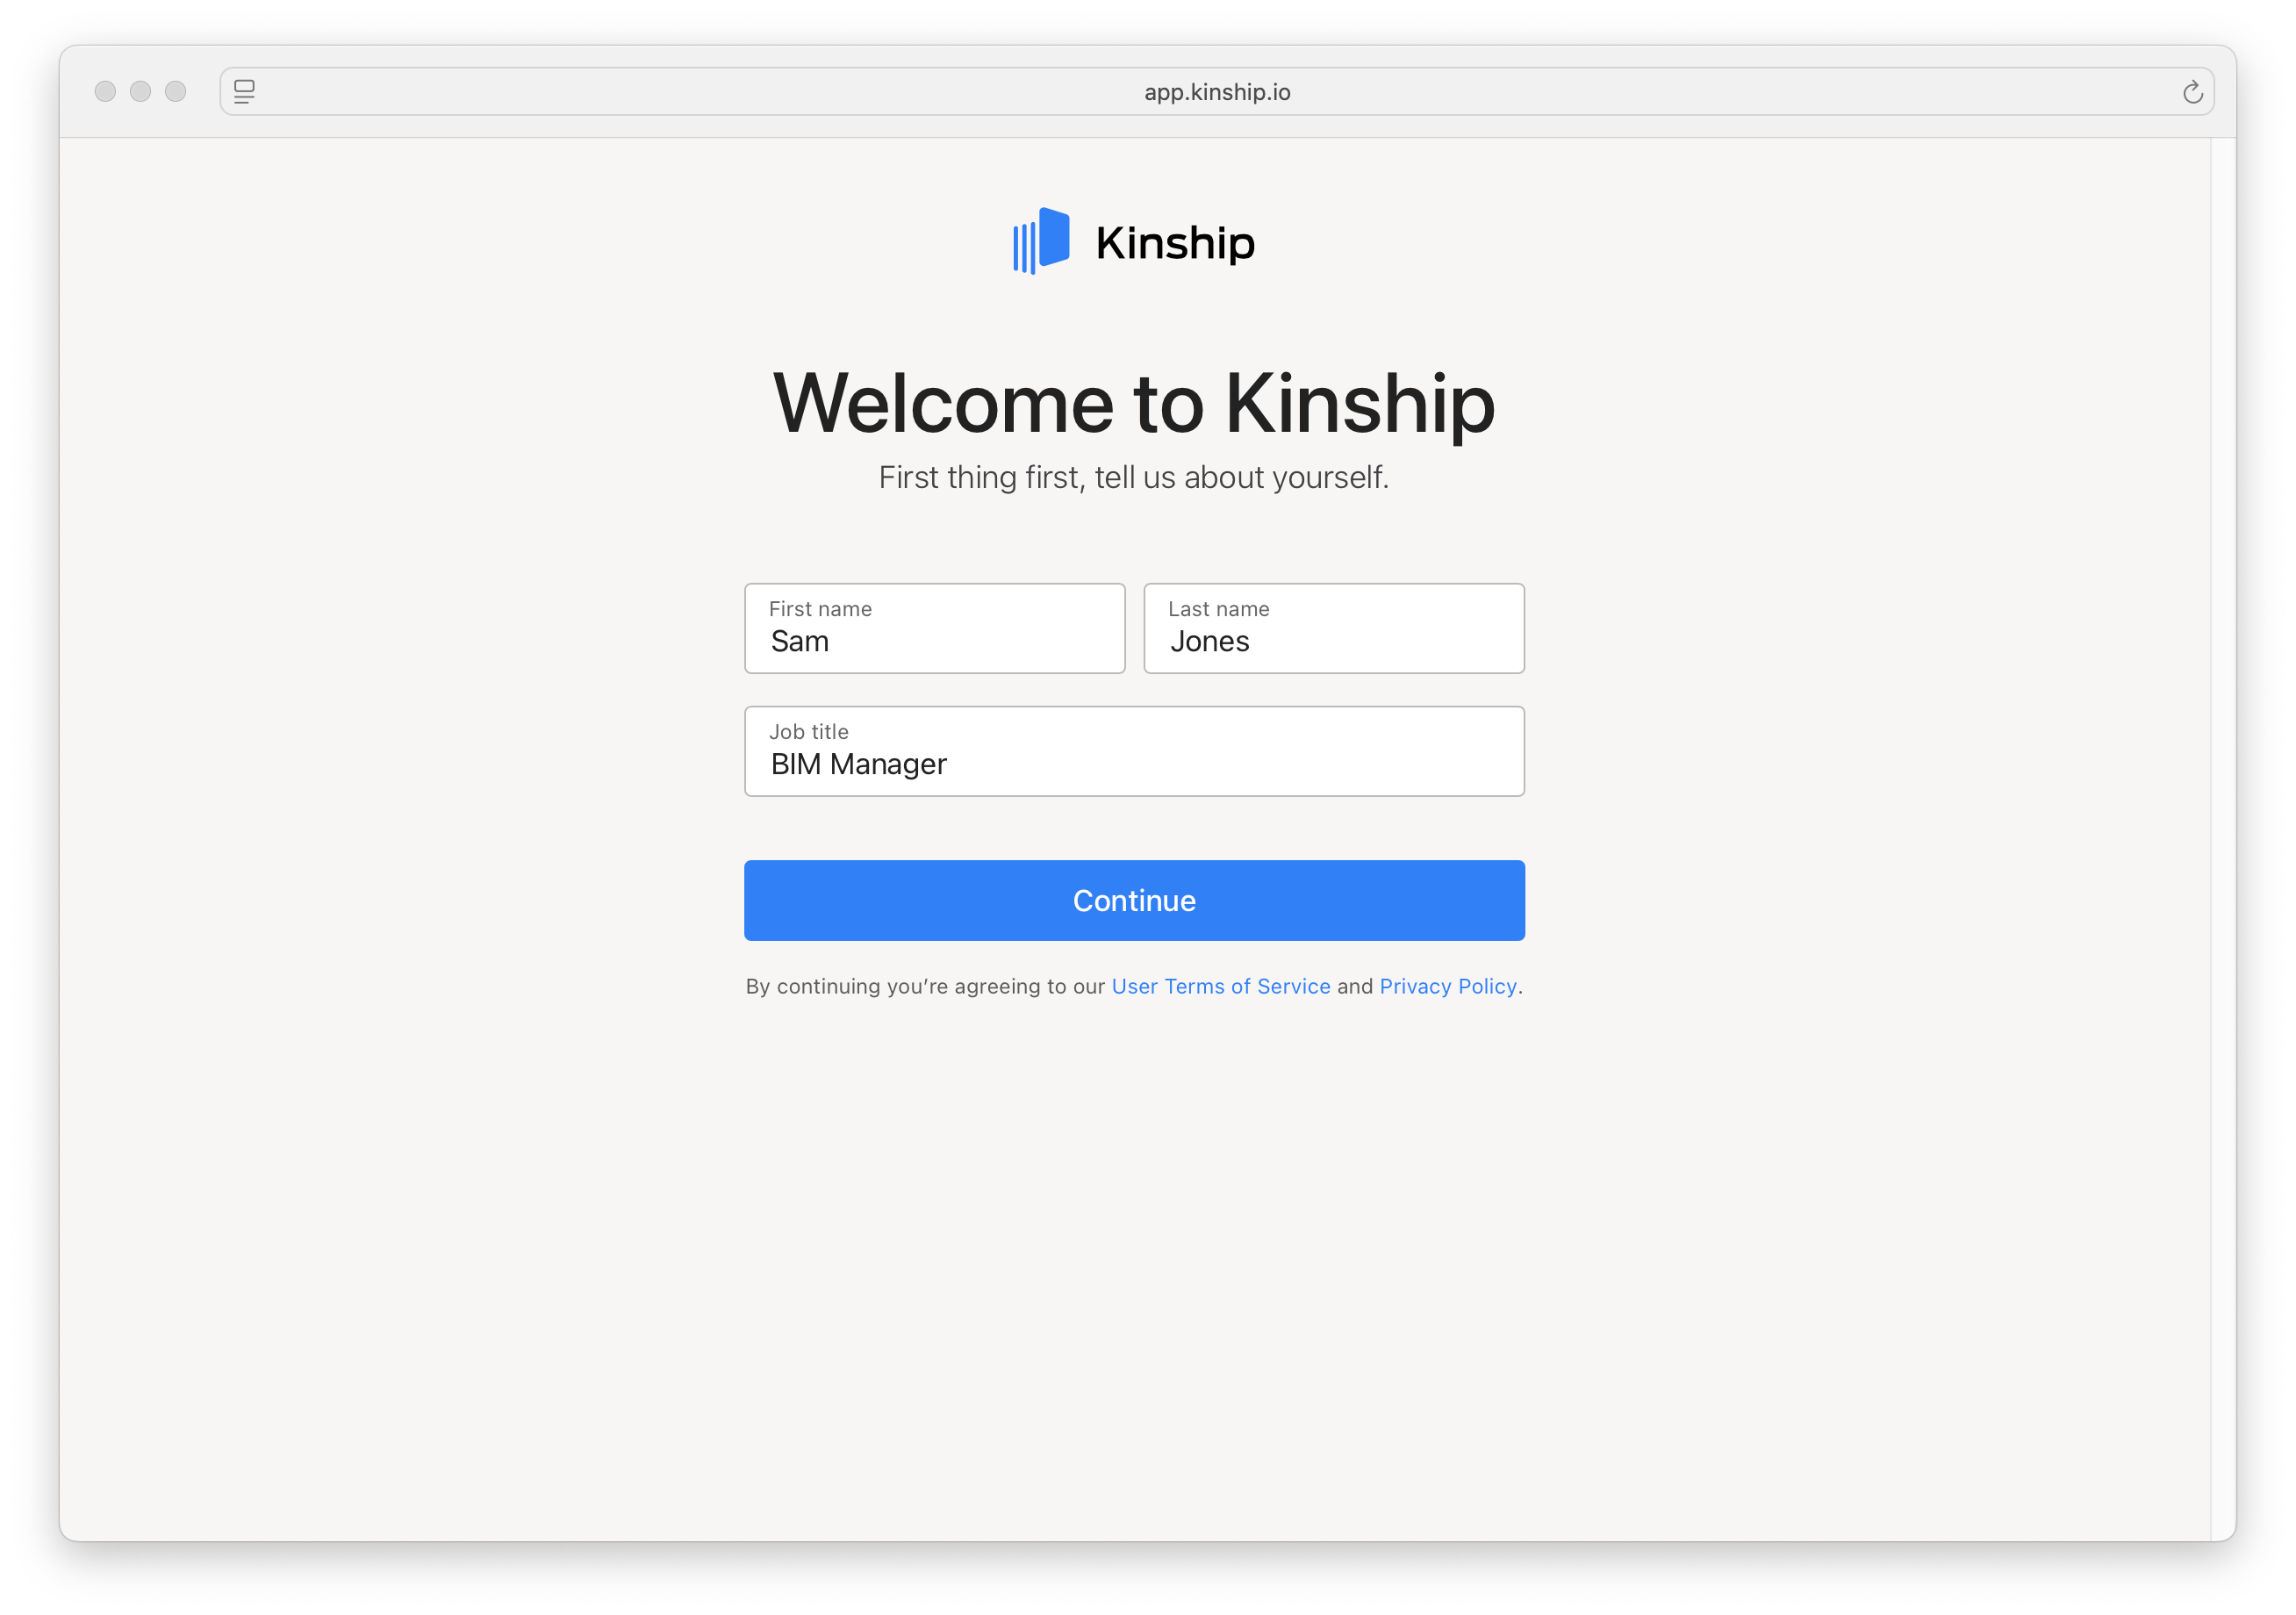 app.kinship.io
Kinship
Welcome to Kinship
First thing first, tell us about yourself.
First name
Sam
Last name
Jones
Job title
BIM Manager
Continue
By continuing you’re agreeing to our User Terms of Service and Privacy Policy.